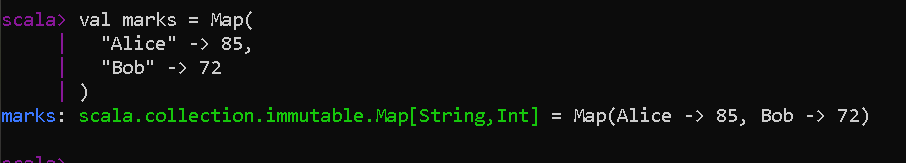 scala> val marks = Map(
     |   "Alice" -> 85,
     |   "Bob" -> 72
     | )
marks: scala.collection.immutable.Map[String,Int] = Map(Alice -> 85, Bob -> 72)
scala>